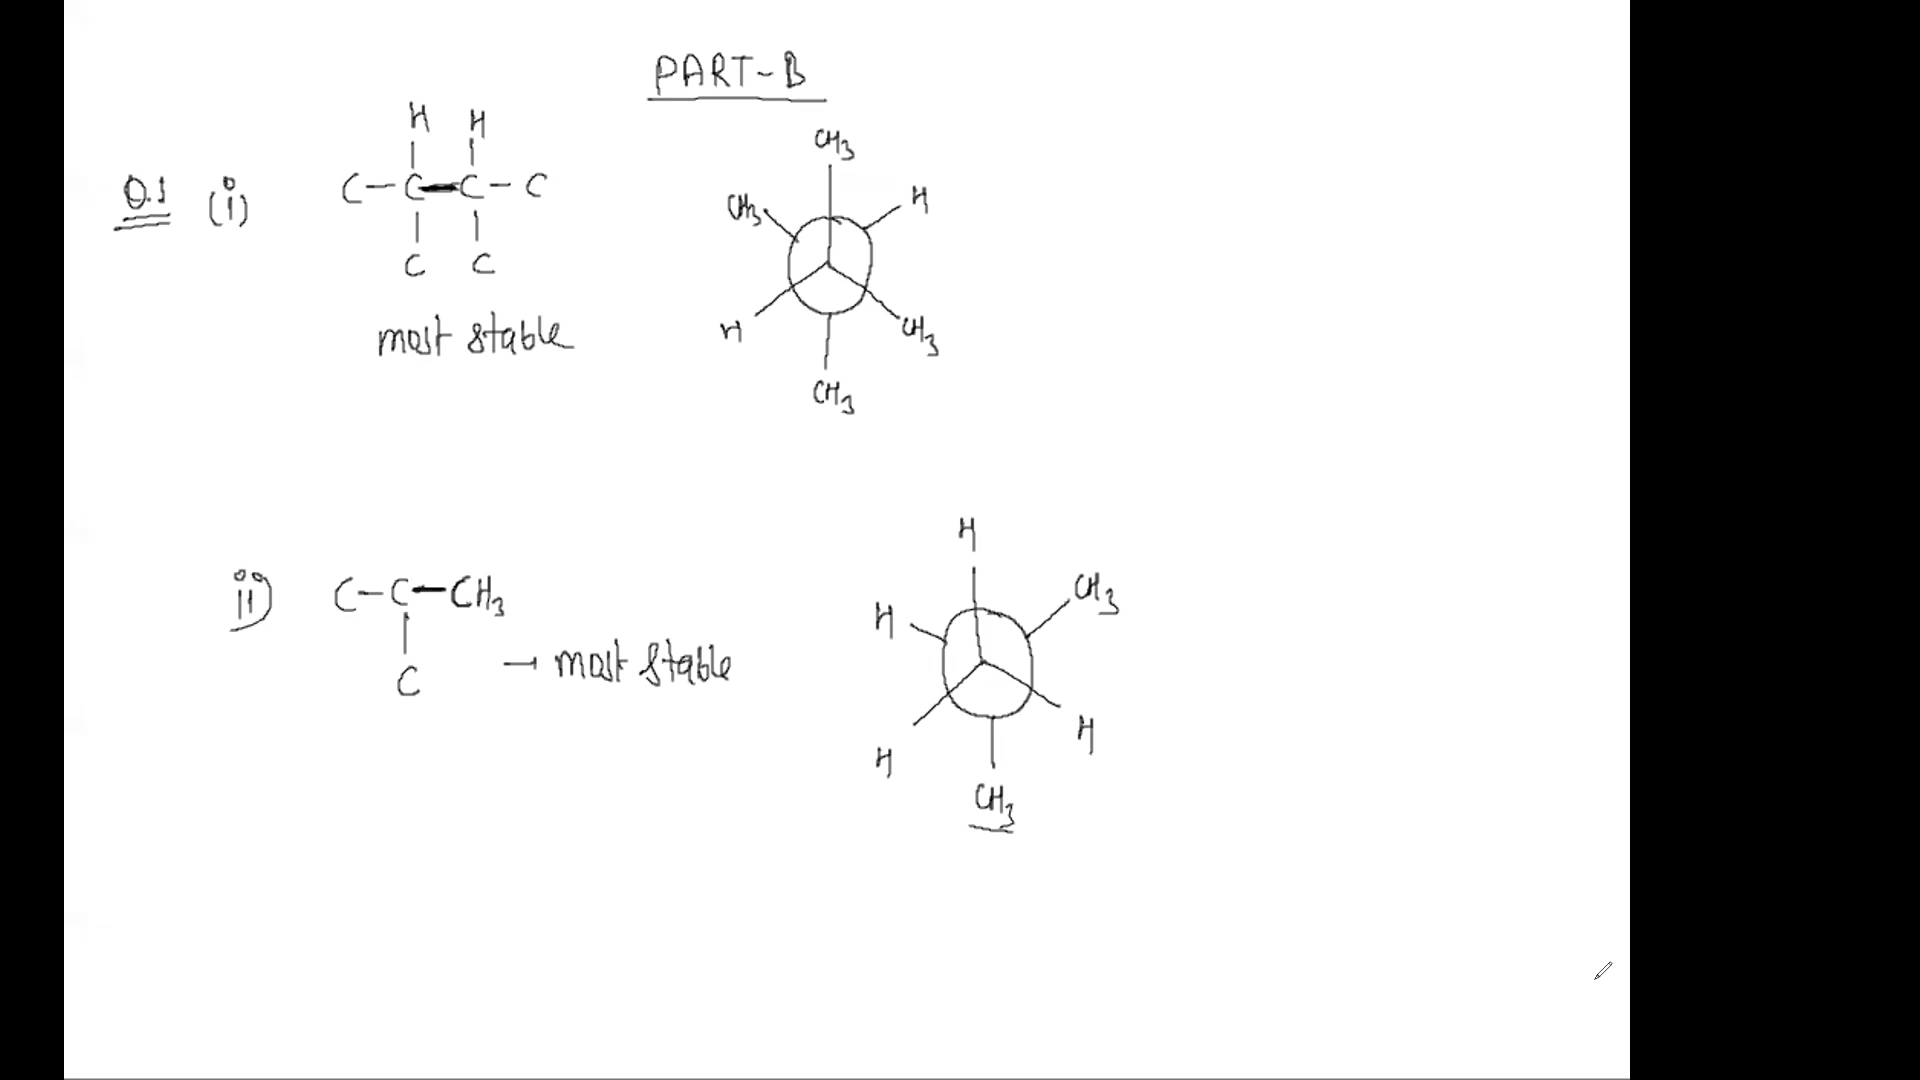 PART-B
Q.1 (i)
H H
C-C-C-C
C C
most stable
CH3
CH3 H
H CH3
CH3
ii) C-C-CH3
C
→ most stable
H
H CH3
H H
CH3